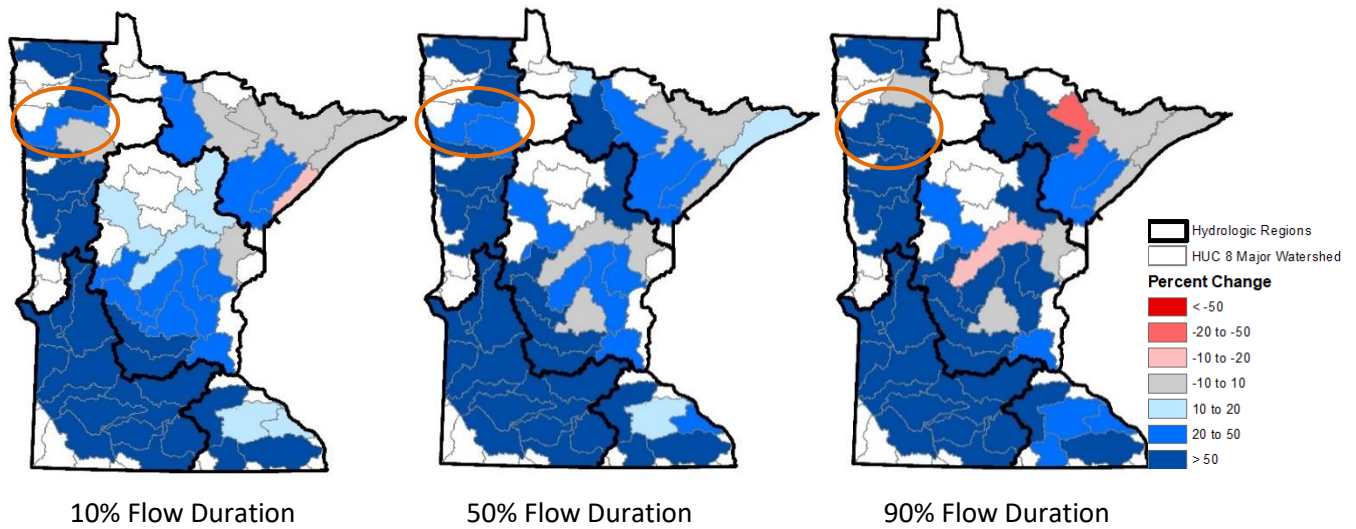 Hydrologic Regions
HUC 8 Major Watershed
Percent Change
< -50
-20 to -50
-10 to -20
-10 to 10
10 to 20
20 to 50
> 50
10% Flow Duration
50% Flow Duration
90% Flow Duration